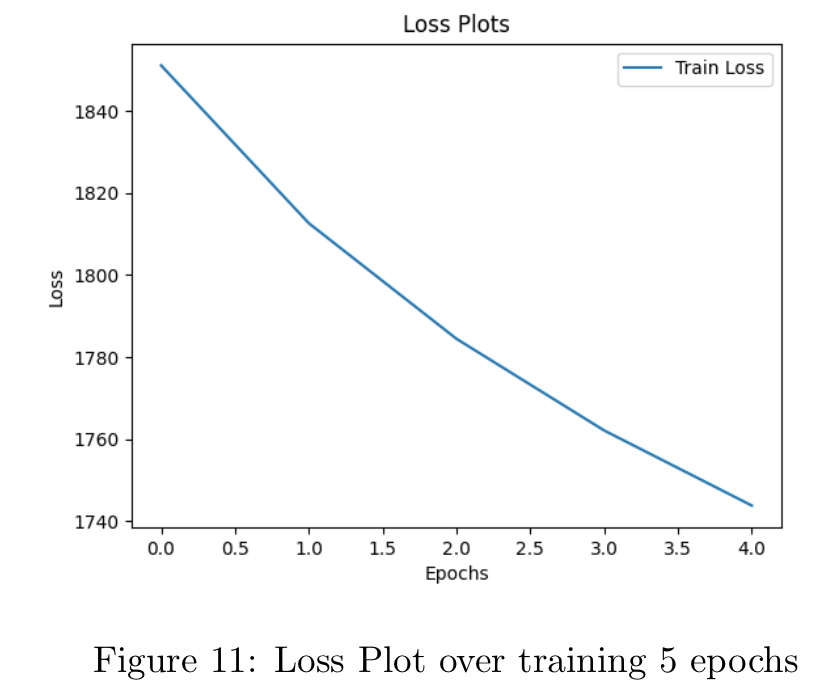 Loss Plots
Train Loss
1840
1820
1800
1780
1760
1740
Loss
0.0 0.5 1.0 1.5 2.0 2.5 3.0 3.5 4.0
Epochs
Figure 11: Loss Plot over training 5 epochs